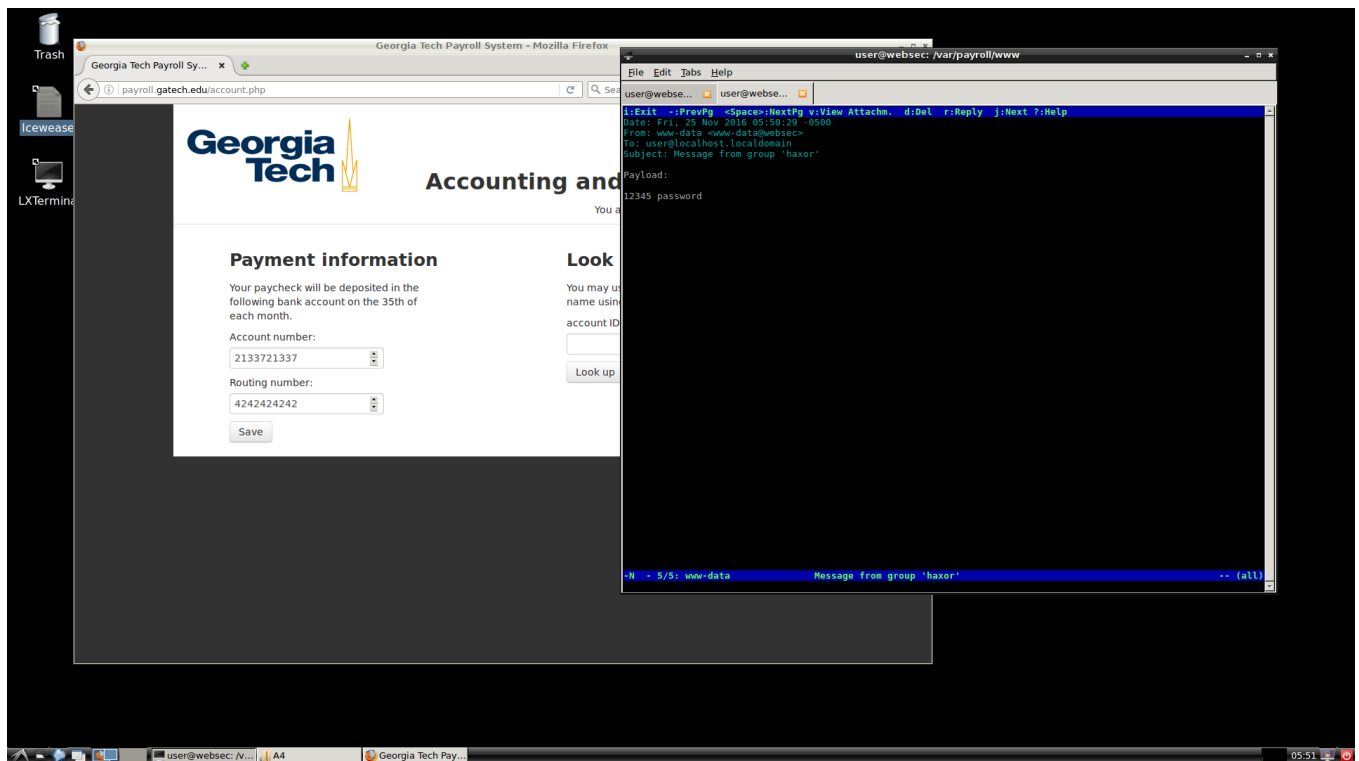 Trash
Icewease
LXTermina
Georgia Tech Payroll System - Mozilla Firefox
Georgia Tech Payroll Sy...
payroll.gatech.edu/account.php
Sea
Georgia
Tech
Accounting and
You a
Payment information
Your paycheck will be deposited in the
following bank account on the 35th of
each month.
Account number:
2133721337
Routing number:
4242424242
Save
Look
You may us
name usin
account ID
Look up
user@websec: /var/payroll/www
File Edit Tabs Help
user@webse... user@webse...
i:Exit -:PrevPg <Space>:NextPg v:View Attachm. d:Del r:Reply j:Next ?:Help
Date: Fri, 25 Nov 2016 05:50:29 -0500
From: www-data <www-data@websec>
To: user@localhost.localdomain
Subject: Message from group 'haxor'
Payload:
12345 password
-N - 5/5: www-data Message from group 'haxor' -- (all)
user@websec: /v... A4 Georgia Tech Pay... 05:51